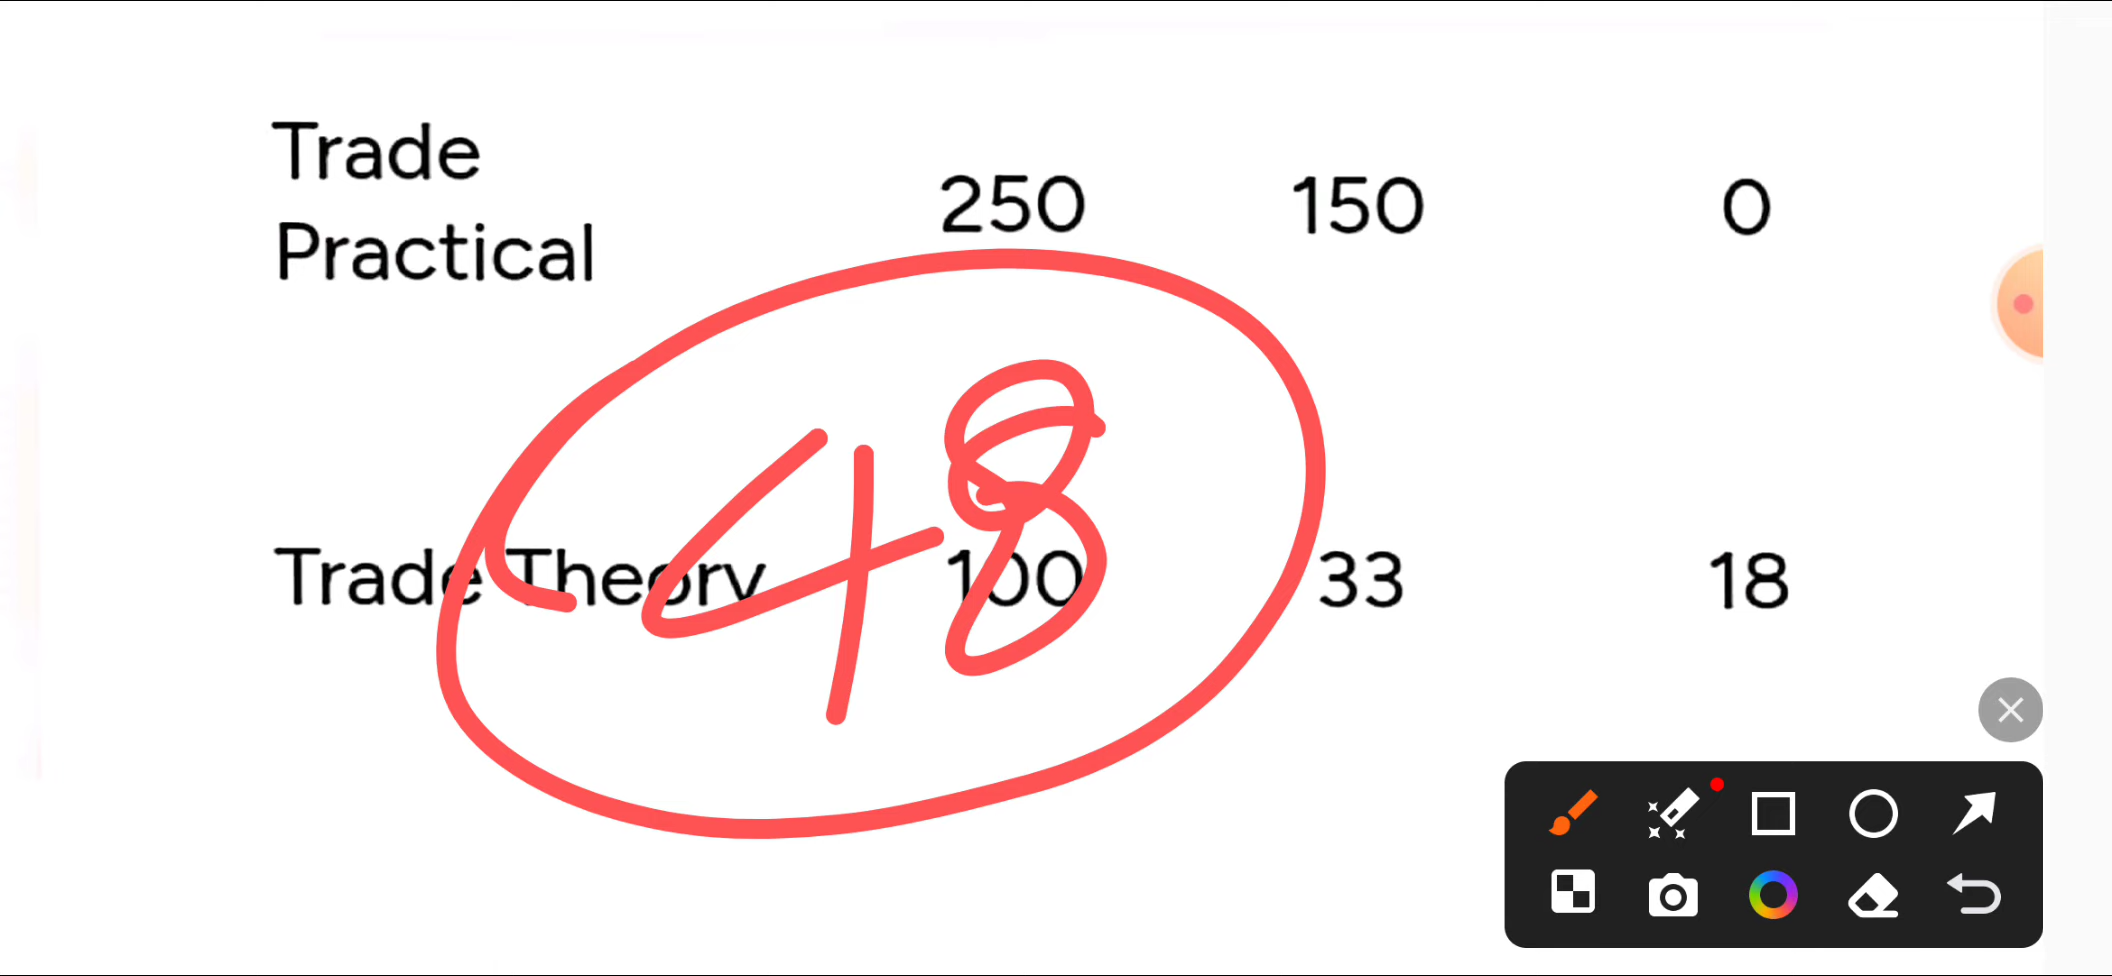 Trade
Practical
250 150 0
48
Trade Theory 100 33 18